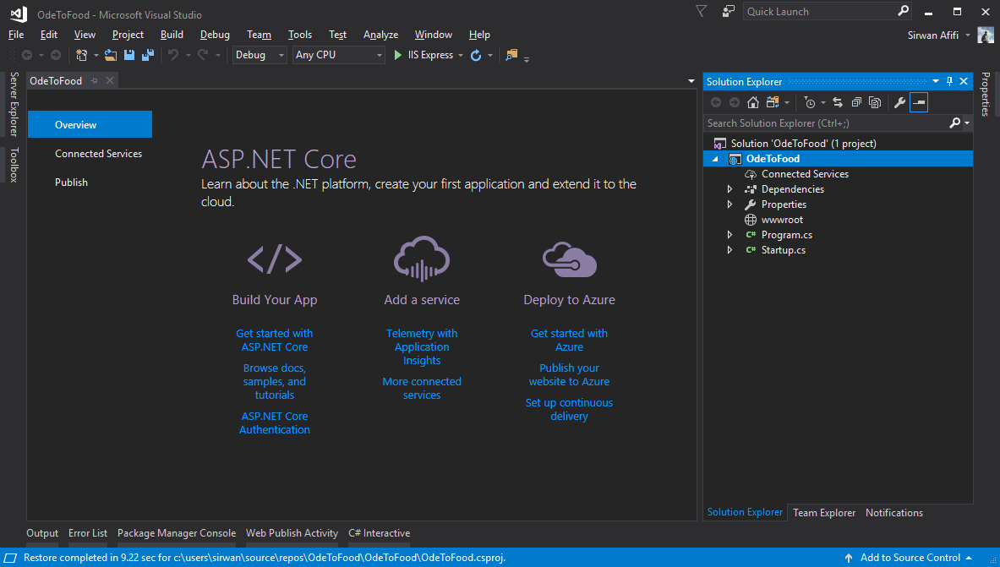 OdeToFood - Microsoft Visual Studio
Quick Launch
File Edit View Project Build Debug Team Tools Test Analyze Window Help
Sirwan Afifi
Debug Any CPU IIS Express
Server Explorer
Toolbox
OdeToFood
Overview
Connected Services
Publish
ASP.NET Core
Learn about the .NET platform, create your first application and extend it to the
cloud.
Build Your App
Get started with
ASP.NET Core
Browse docs,
samples, and
tutorials
ASP.NET Core
Authentication
Add a service
Telemetry with
Application
Insights
More connected
services
Deploy to Azure
Get started with
Azure
Publish your
website to Azure
Set up continuous
delivery
Solution Explorer
Search Solution Explorer (Ctrl+;)
Solution 'OdeToFood' (1 project)
OdeToFood
Connected Services
Dependencies
Properties
wwwroot
C# Program.cs
C# Startup.cs
Solution Explorer Team Explorer Notifications
Properties
Output Error List Package Manager Console Web Publish Activity C# Interactive
Restore completed in 9.22 sec for c:\users\sirwan\source\repos\OdeToFood\OdeToFood\OdeToFood.csproj.
Add to Source Control